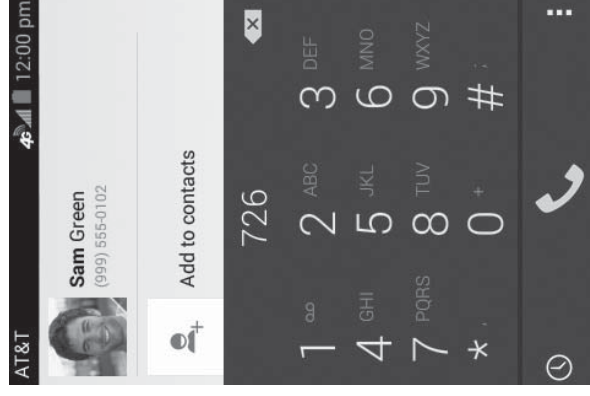 AT&T 4G 12:00 pm
Sam Green
(999) 555-0102
Add to contacts
726
1 2 ABC 3 DEF
4 GHI 5 JKL 6 MNO
7 PQRS 8 TUV 9 WXYZ
* , 0 + # ;